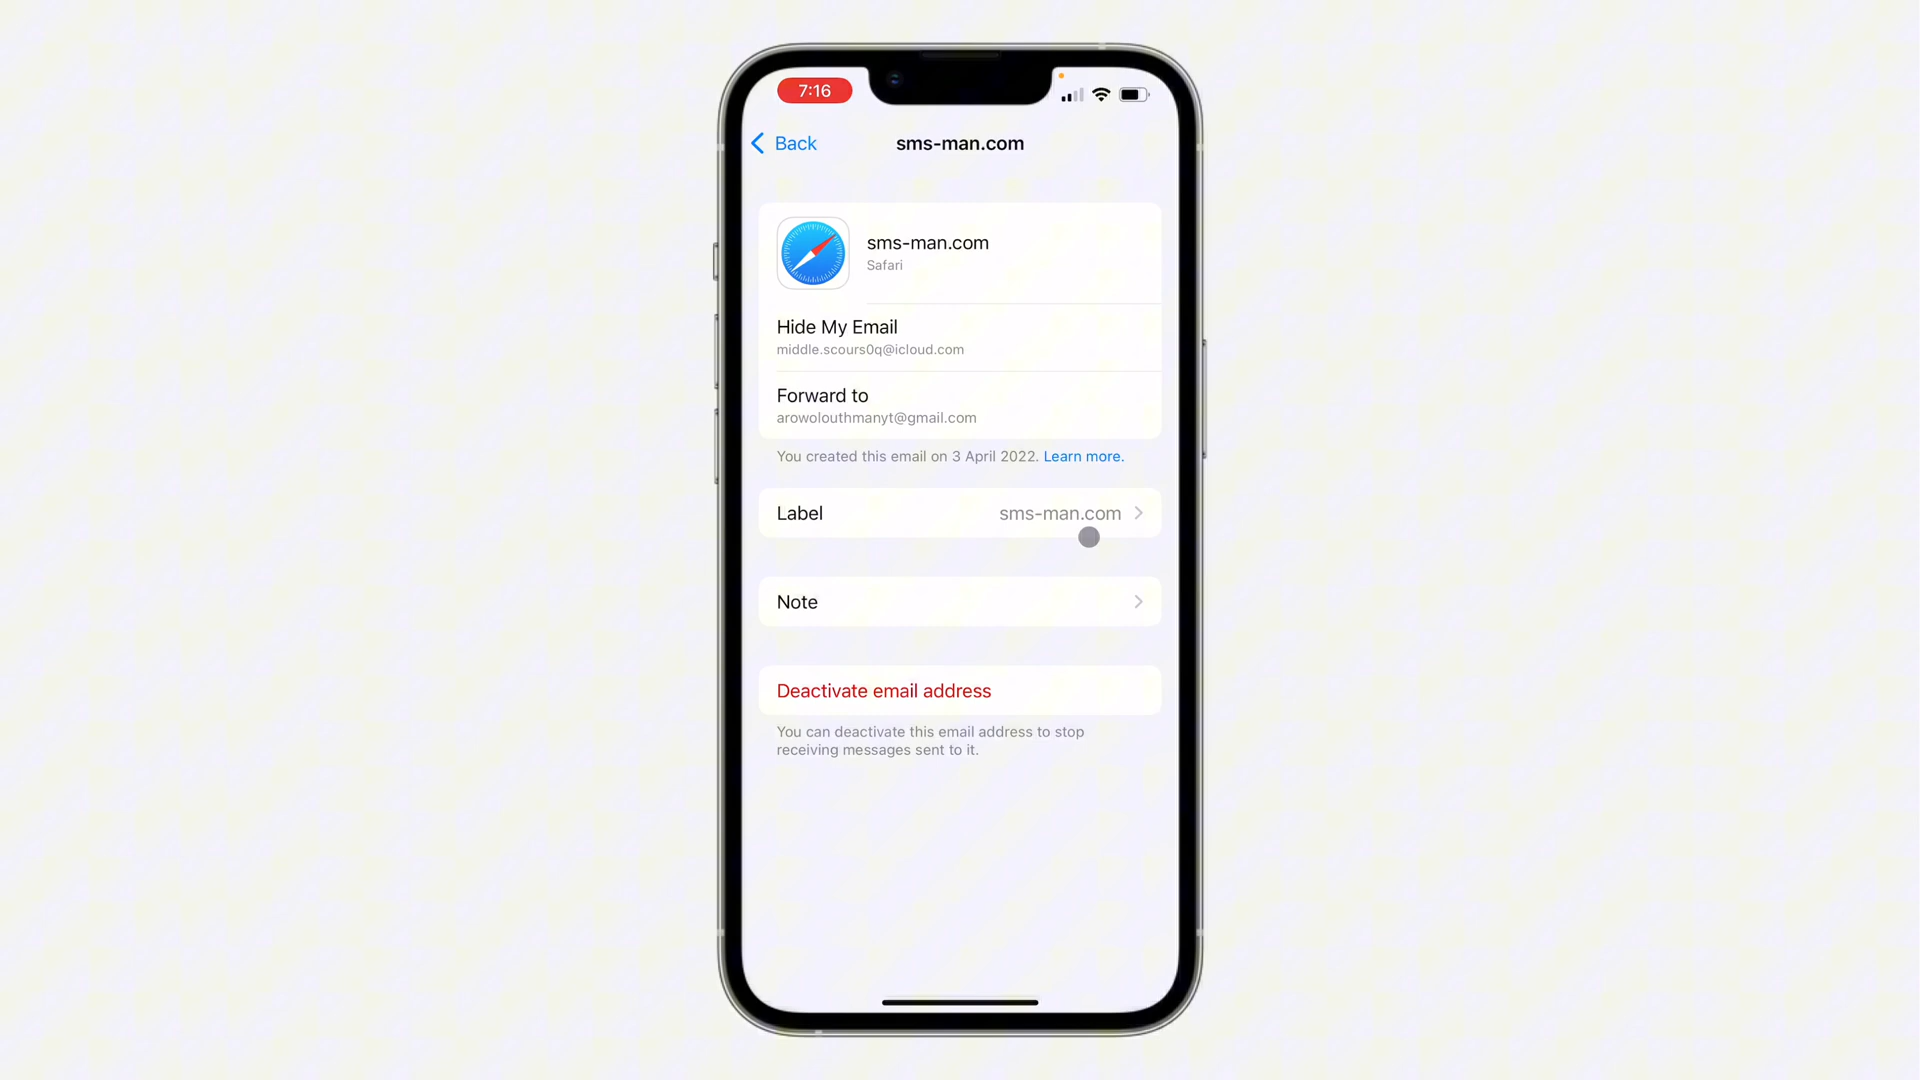 7:16
Back
sms-man.com
sms-man.com
Safari
Hide My Email
middle.scours0q@icloud.com
Forward to
arowolouthmanyt@gmail.com
You created this email on 3 April 2022. Learn more.
Label sms-man.com
Note
Deactivate email address
You can deactivate this email address to stop
receiving messages sent to it.